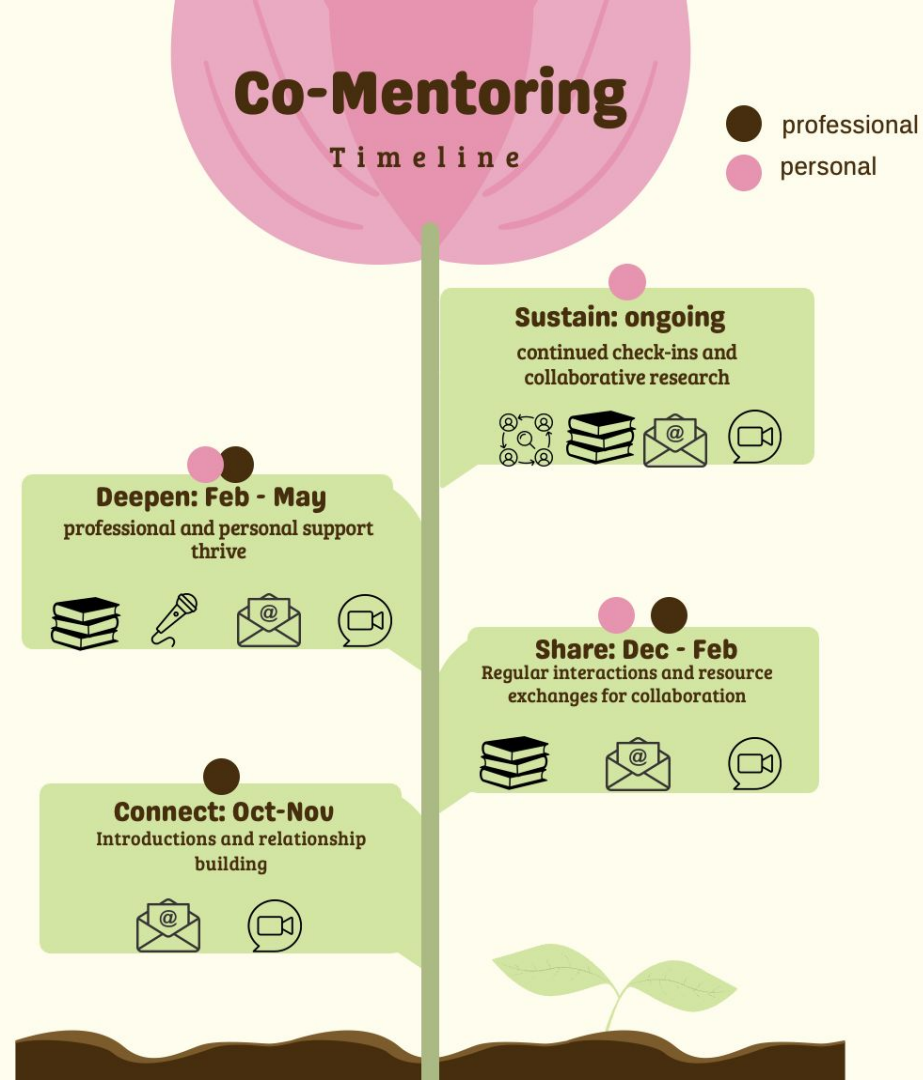 Co-Mentoring
Timeline
professional
personal
Sustain: ongoing
continued check-ins and
collaborative research
@
Deepen: Feb - May
professional and personal support
thrive
@
Share: Dec - Feb
Regular interactions and resource
exchanges for collaboration
@
Connect: Oct-Nov
Introductions and relationship
building
@